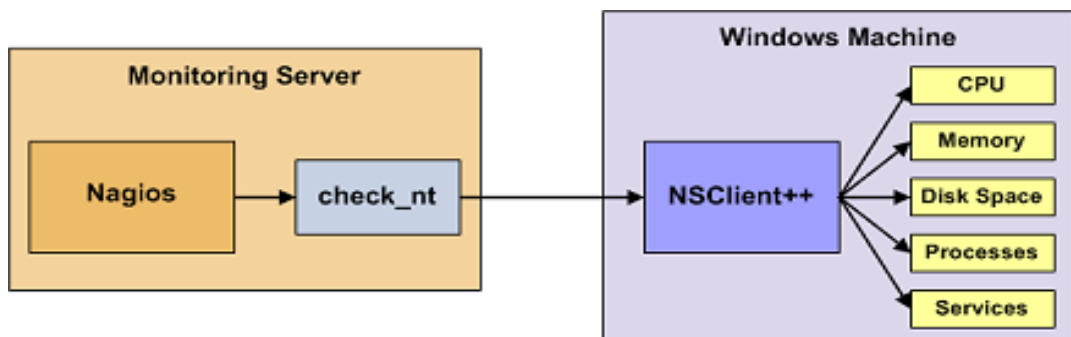 Monitoring Server
Nagios
check_nt
Windows Machine
NSClient++
CPU
Memory
Disk Space
Processes
Services